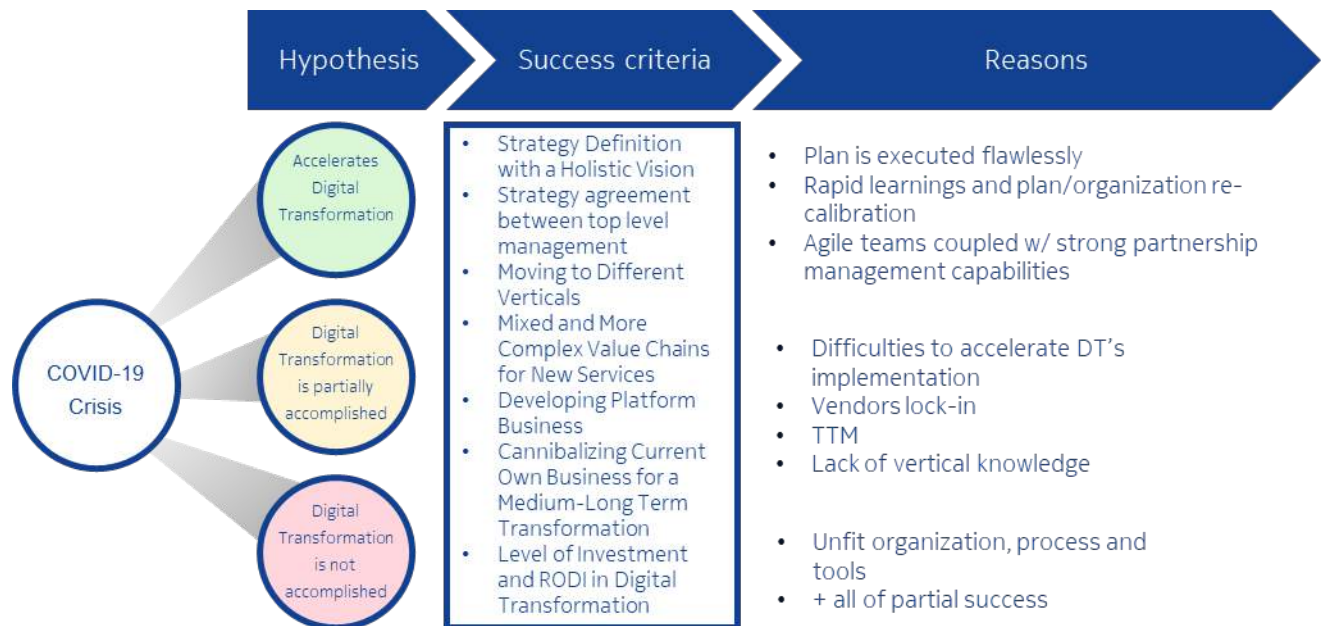 Hypothesis
Success criteria
Reasons
COVID-19
Crisis
Accelerates
Digital
Transformation
Digital
Transformation
is partially
accomplished
Digital
Transformation
is not
accomplished
• Strategy Definition
with a Holistic Vision
• Strategy agreement
between top level
management
• Moving to Different
Verticals
• Mixed and More
Complex Value Chains
for New Services
• Developing Platform
Business
• Cannibalizing Current
Own Business for a
Medium-Long Term
Transformation
• Level of Investment
and RODI in Digital
Transformation
• Plan is executed flawlessly
• Rapid learnings and plan/organization re-
calibration
• Agile teams coupled w/ strong partnership
management capabilities
• Difficulties to accelerate DT’s
implementation
• Vendors lock-in
• TTM
• Lack of vertical knowledge
• Unfit organization, process and
tools
• + all of partial success